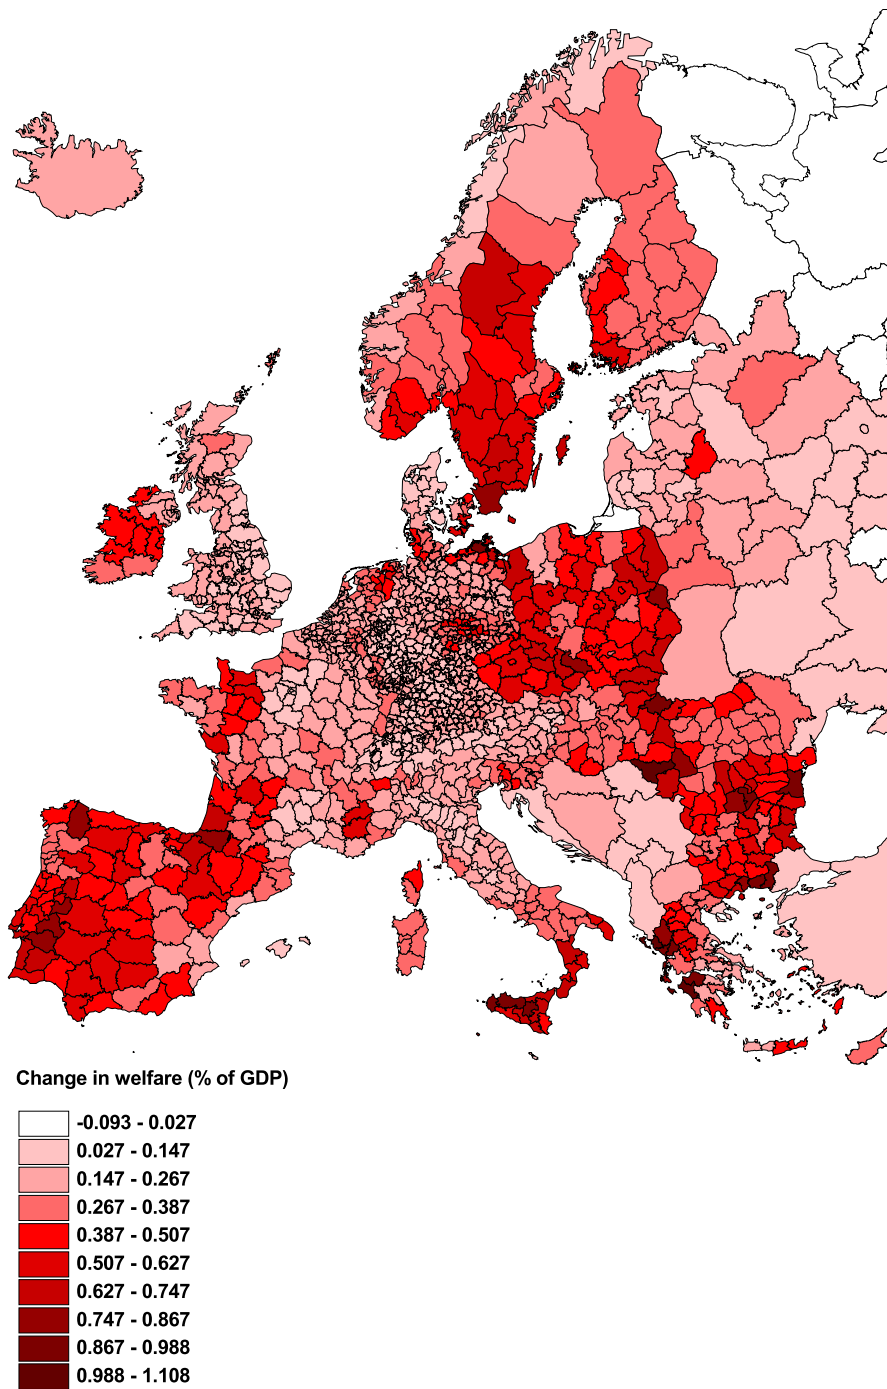 Change in welfare (% of GDP)
-0.093 - 0.027
0.027 - 0.147
0.147 - 0.267
0.267 - 0.387
0.387 - 0.507
0.507 - 0.627
0.627 - 0.747
0.747 - 0.867
0.867 - 0.988
0.988 - 1.108